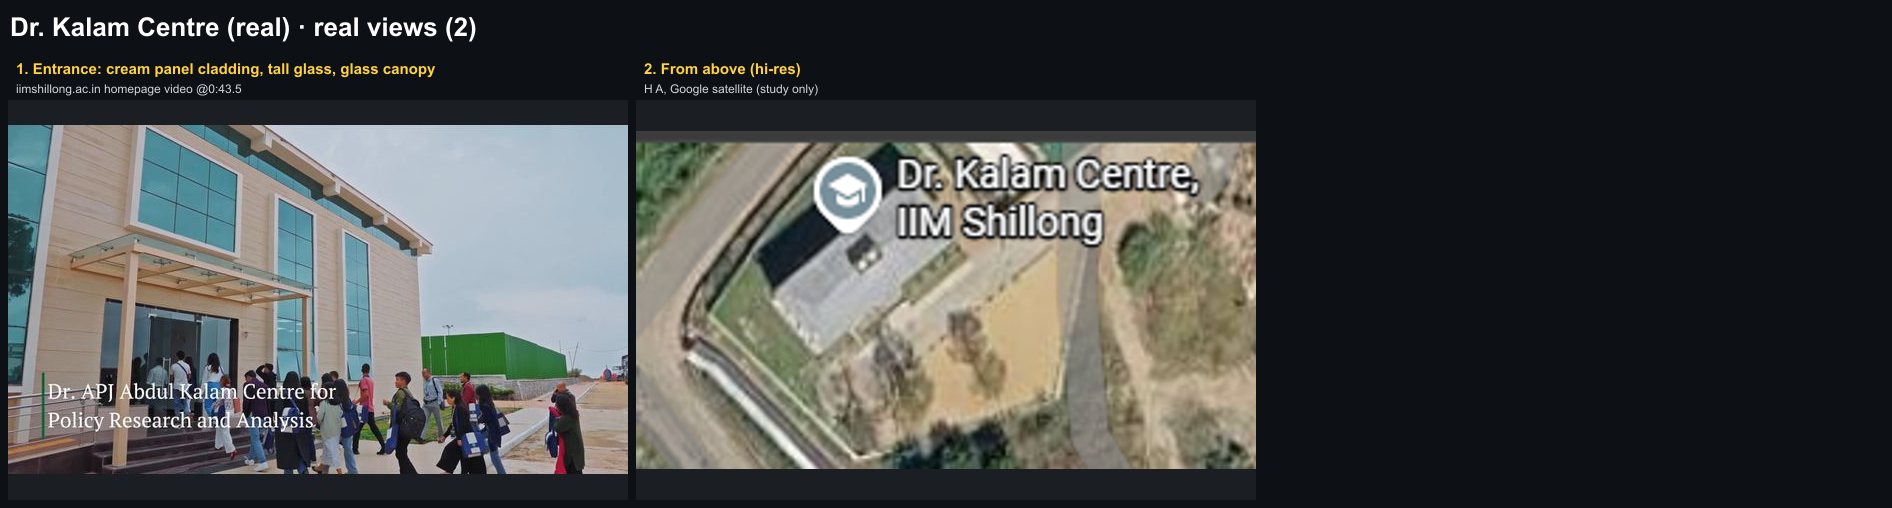 Dr. Kalam Centre (real) · real views (2)
1. Entrance: cream panel cladding, tall glass, glass canopy
iimshillong.ac.in homepage video @0:43.5
Dr. APJ Abdul Kalam Centre for
Policy Research and Analysis
2. From above (hi-res)
H A, Google satellite (study only)
Dr. Kalam Centre,
IIM Shillong